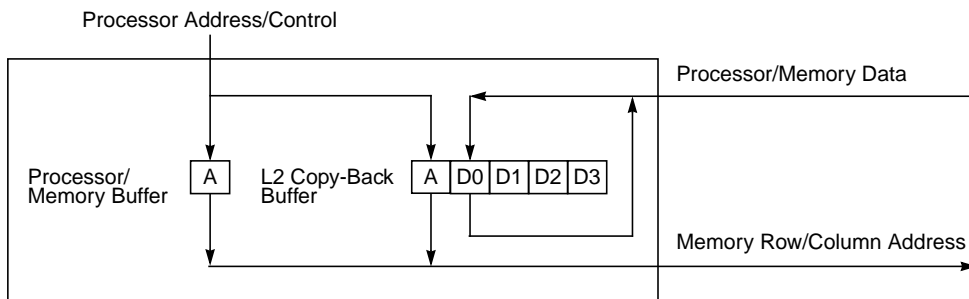 Processor Address/Control
Processor/Memory Data
Processor/
Memory Buffer
A
L2 Copy-Back
Buffer
A D0 D1 D2 D3
Memory Row/Column Address